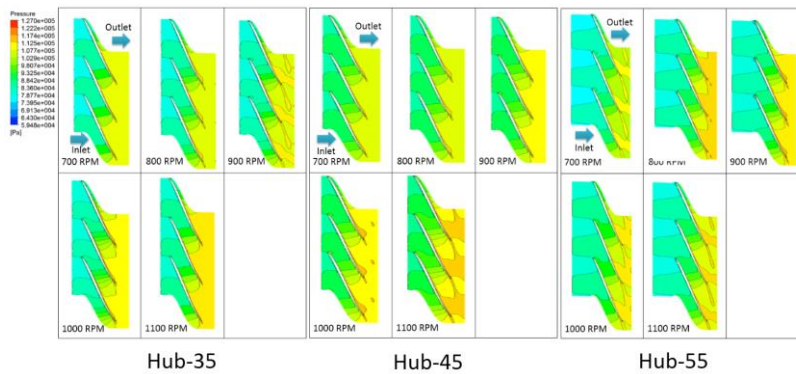 Pressure
1.270e+005
1.222e+005
1.174e+005
1.125e+005
1.077e+005
1.029e+005
9.807e+004
9.325e+004
8.842e+004
8.360e+004
7.877e+004
7.395e+004
6.913e+004
6.430e+004
5.948e+004
[Pa]
Outlet
Inlet
700 RPM
800 RPM
900 RPM
1000 RPM
1100 RPM
Hub-35
Outlet
Inlet
700 RPM
800 RPM
900 RPM
1000 RPM
1100 RPM
Hub-45
Outlet
Inlet
700 RPM
800 RPM
900 RPM
1000 RPM
1100 RPM
Hub-55